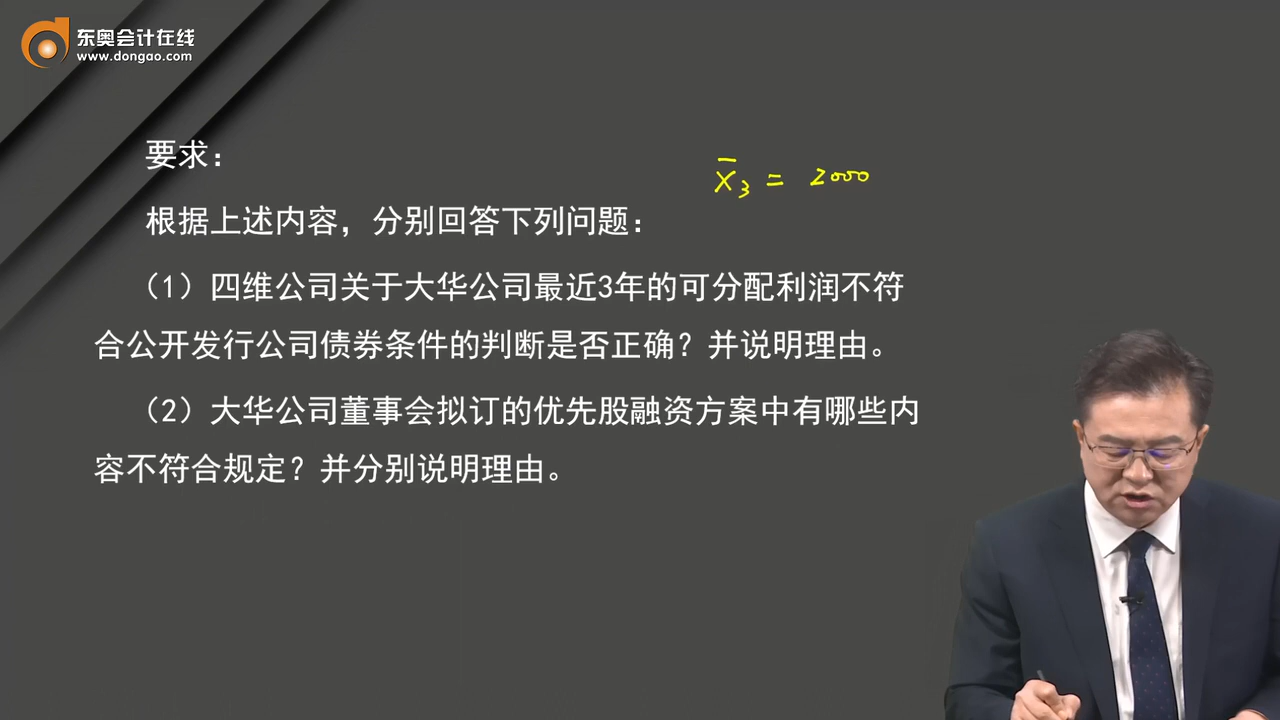 东奥会计在线
www.dongao.com
要求：
x̄₃ = 2000
根据上述内容，分别回答下列问题：
（1）四维公司关于大华公司最近3年的可分配利润不符
合公开发行公司债券条件的判断是否正确？并说明理由。
（2）大华公司董事会拟订的优先股融资方案中有哪些内
容不符合规定？并分别说明理由。